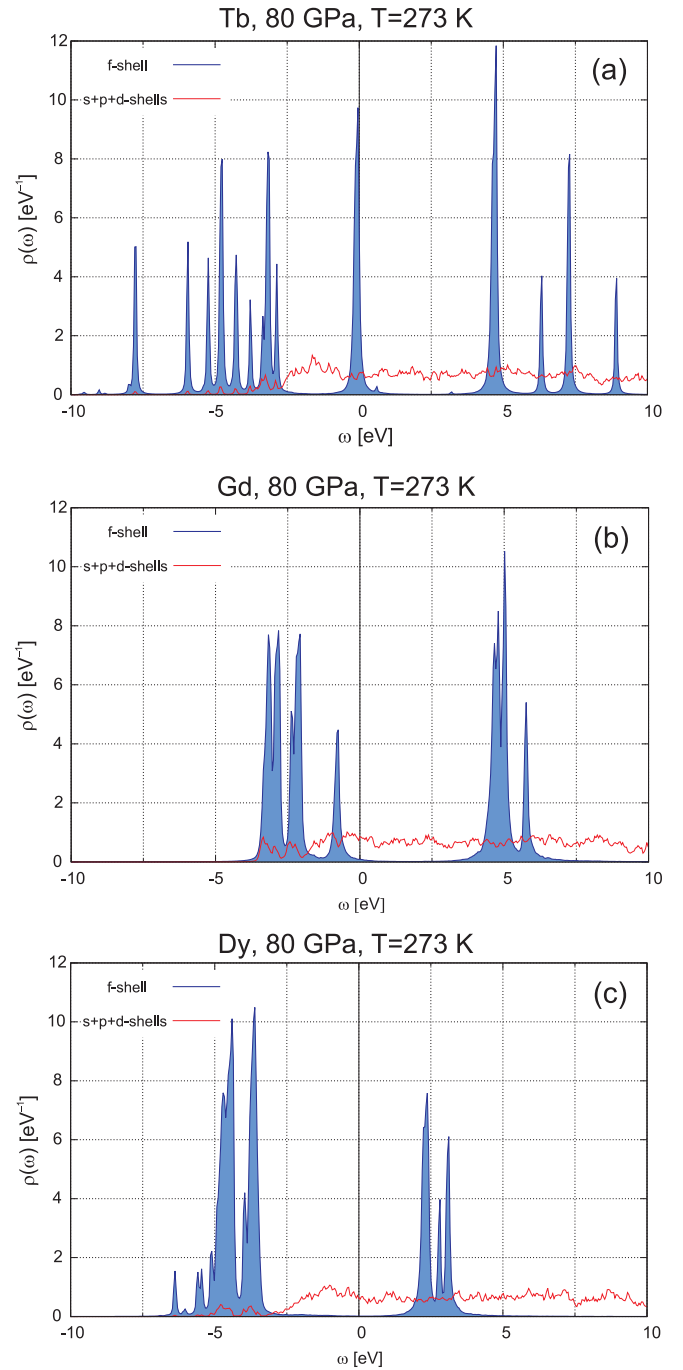 Tb, 80 GPa, T=273 K
(a)
f-shell
s+p+d-shells
ρ(ω) [eV⁻¹]
12
10
8
6
4
2
0
-10
-5
0
5
10
ω [eV]
Gd, 80 GPa, T=273 K
(b)
f-shell
s+p+d-shells
ρ(ω) [eV⁻¹]
12
10
8
6
4
2
0
-10
-5
0
5
10
ω [eV]
Dy, 80 GPa, T=273 K
(c)
f-shell
s+p+d-shells
ρ(ω) [eV⁻¹]
12
10
8
6
4
2
0
-10
-5
0
5
10
ω [eV]